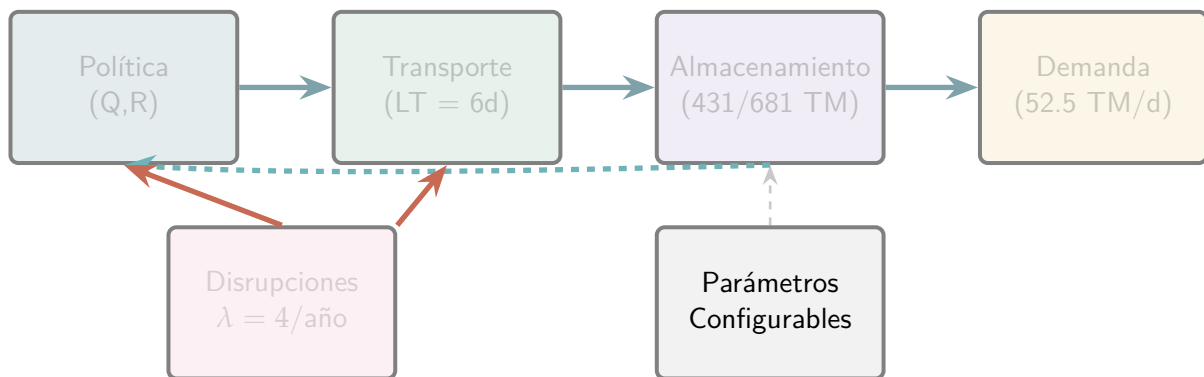 Política
(Q,R)
Transporte
(LT = 6d)
Almacenamiento
(431/681 TM)
Demanda
(52.5 TM/d)
Disrupciones
λ = 4/año
Parámetros
Configurables